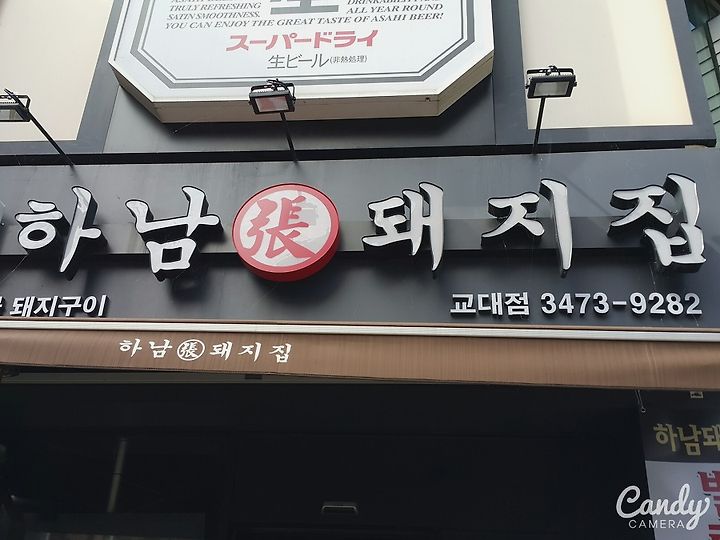 TRULY REFRESHING
SATIN SMOOTHNESS.
ALL YEAR ROUND
YOU CAN ENJOY THE GREAT TASTE OF ASAHI BEER!
スーパードライ
生ビール(非熱処理)
하남 張 돼지집
돼지구이
교대점 3473-9282
하남 張 돼지집
하남돼
Candy
CAMERA